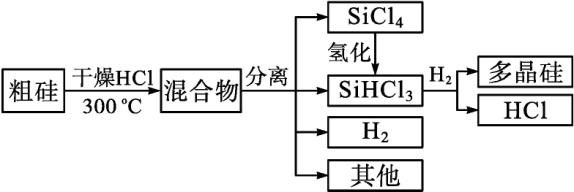 粗硅
干燥HCl
300 ℃
混合物
分离
SiCl₄
氢化
SiHCl₃
H₂
其他
H₂
多晶硅
HCl